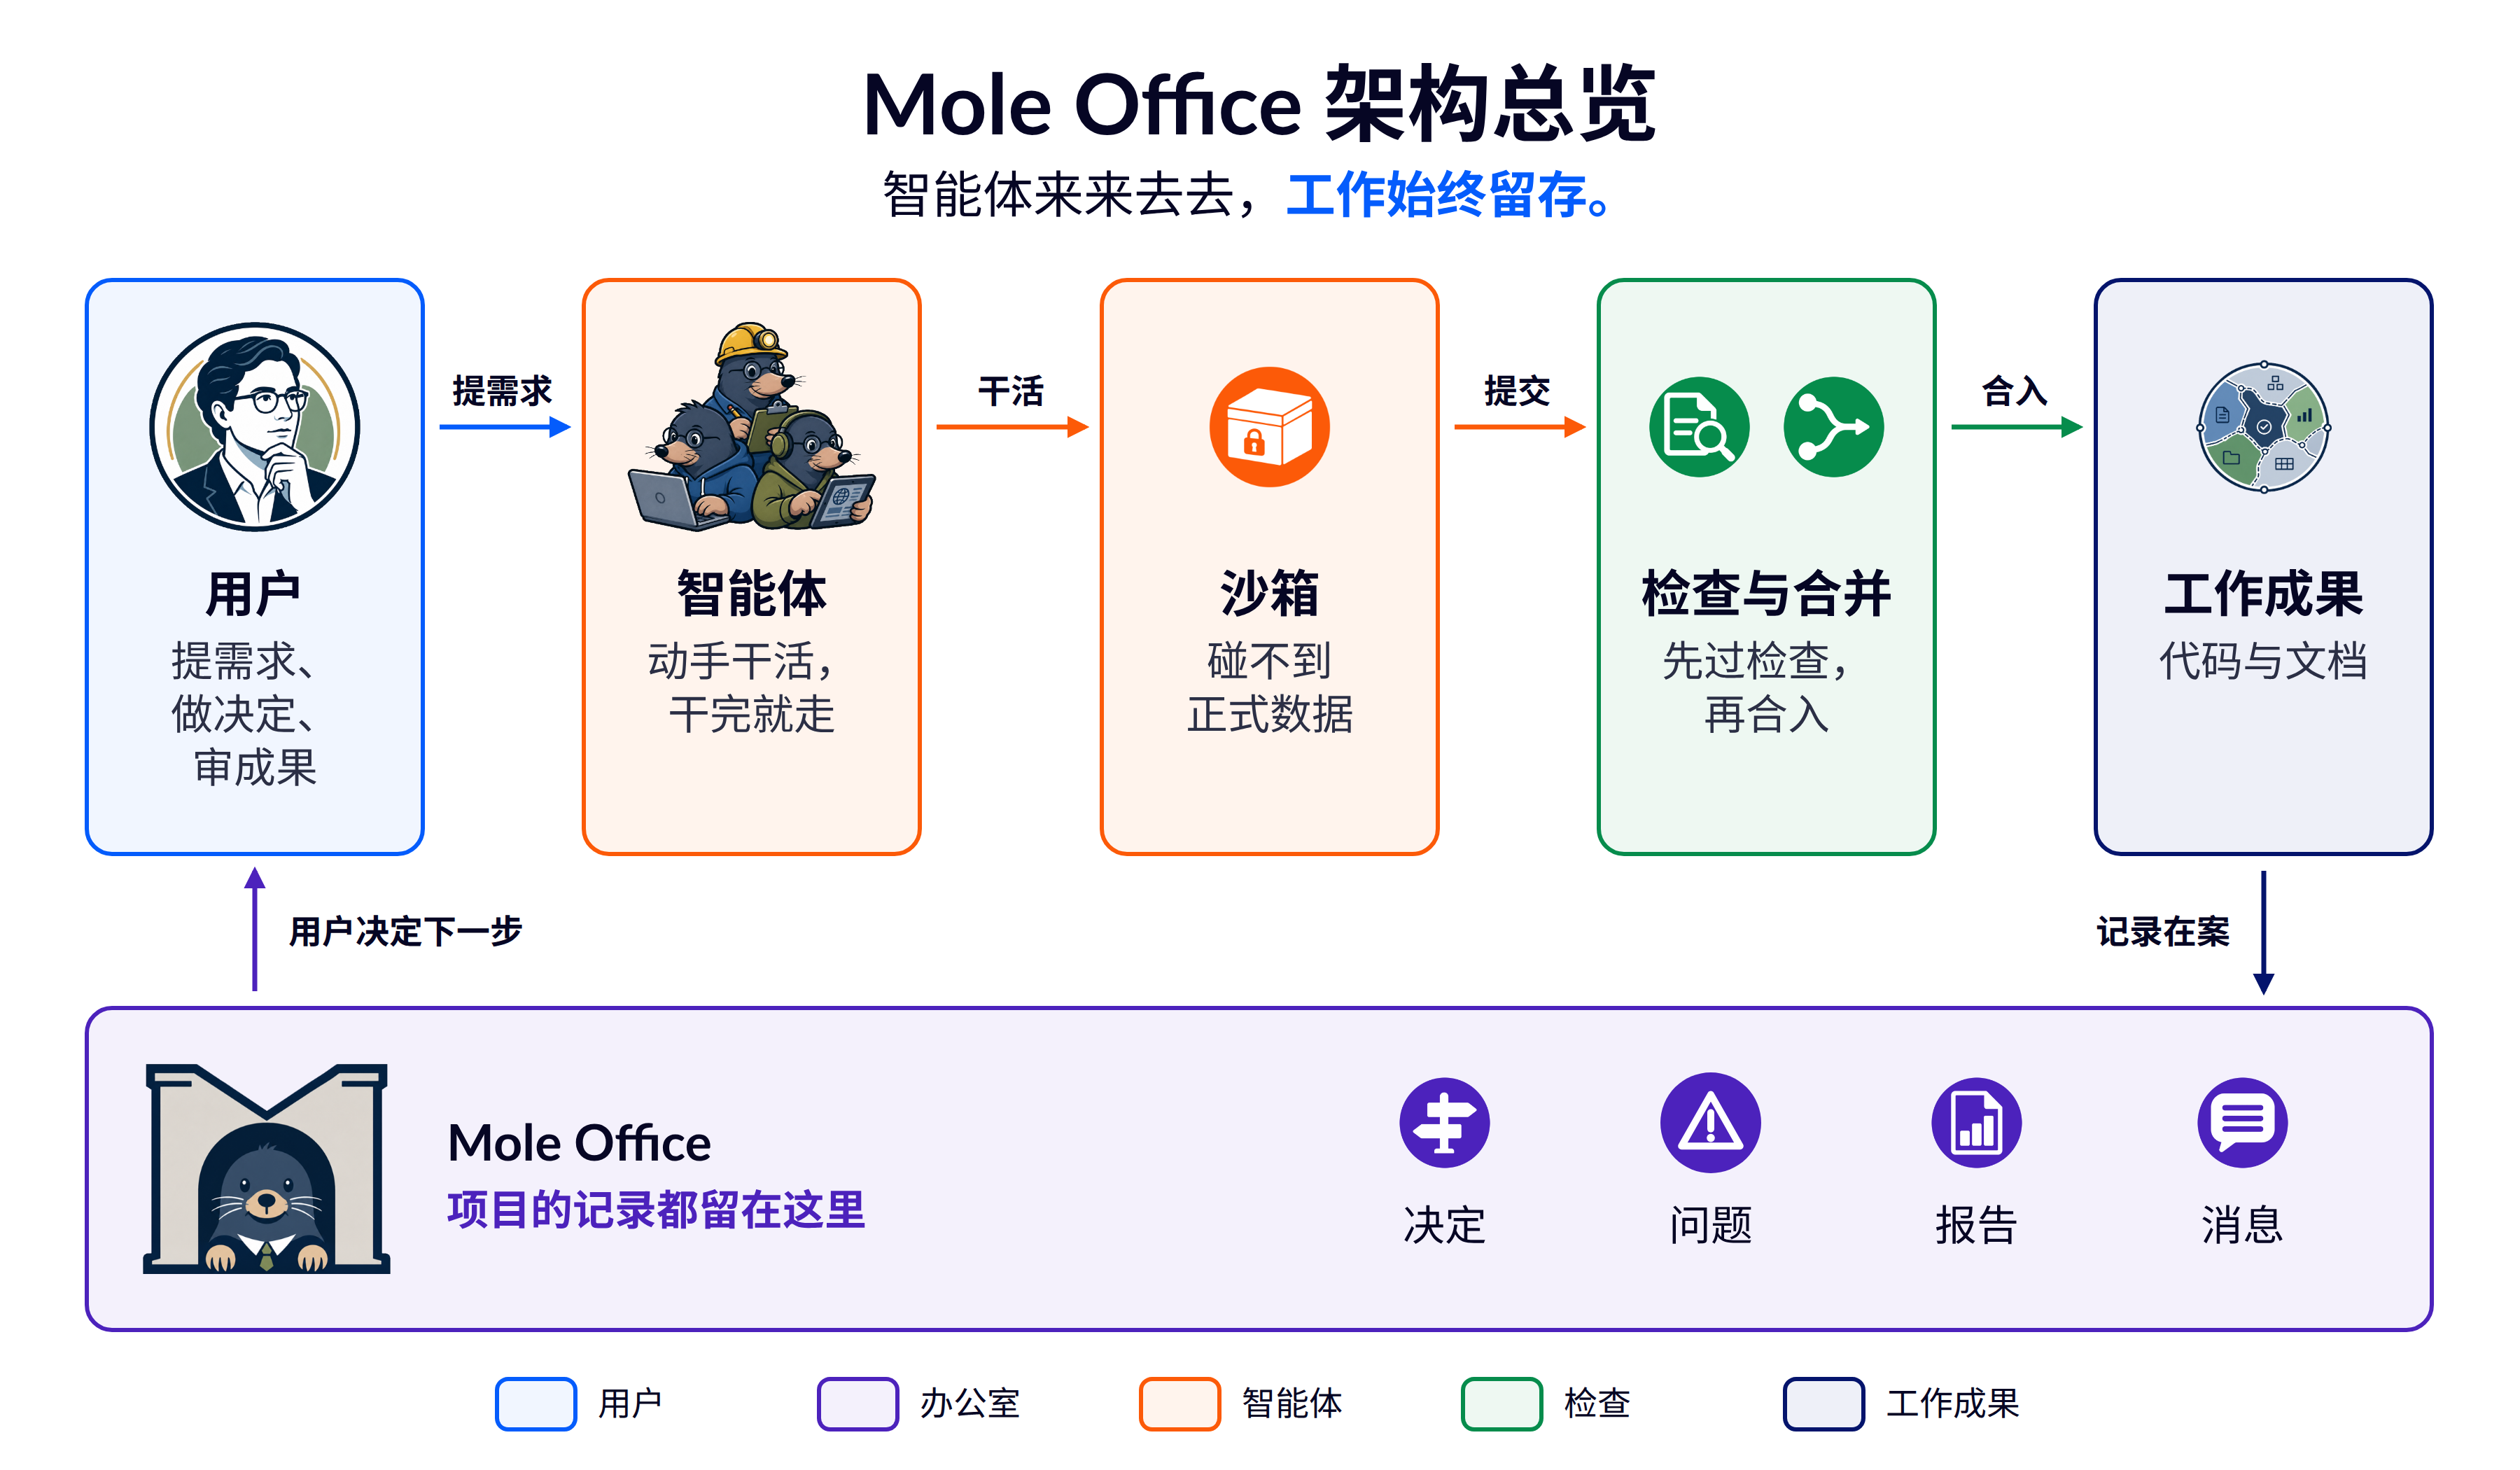 Mole Office 架构总览
智能体来来去去，工作始终留存。
提需求
干活
提交
合入
用户
提需求、
做决定、
审成果
智能体
动手干活，
干完就走
沙箱
碰不到
正式数据
检查与合并
先过检查，
再合入
工作成果
代码与文档
用户决定下一步
记录在案
Mole Office
项目的记录都留在这里
决定
问题
报告
消息
用户
办公室
智能体
检查
工作成果